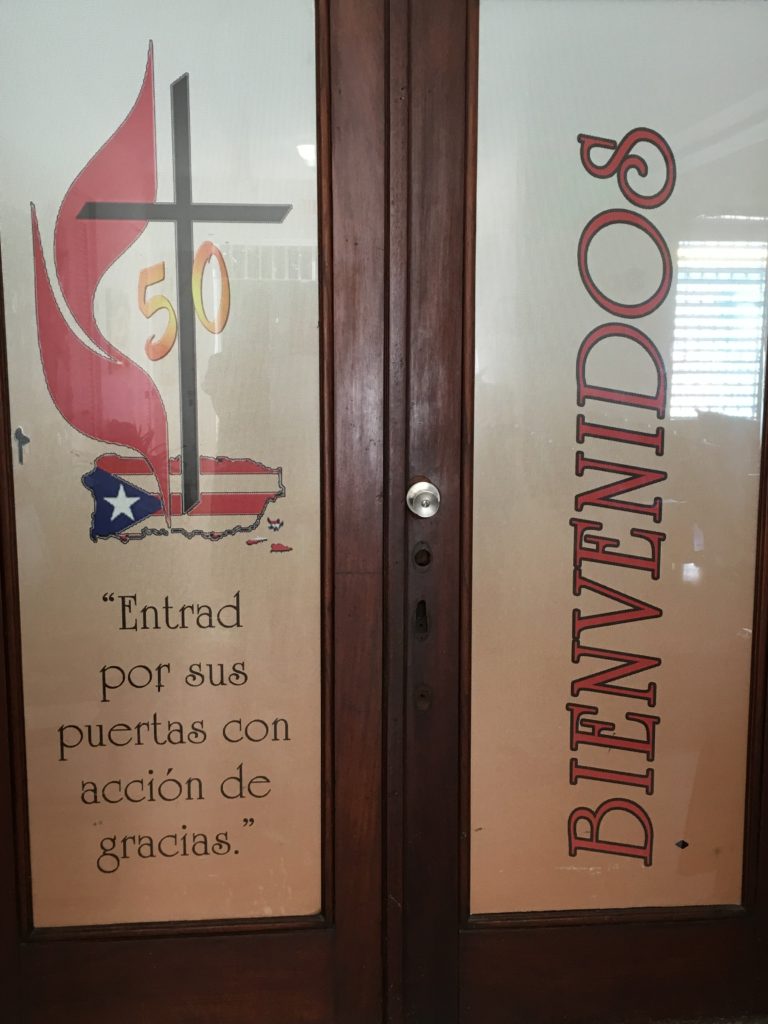 50
“Entrad
por sus
puertas con
acción de
gracias.”
BIENVENIDOS